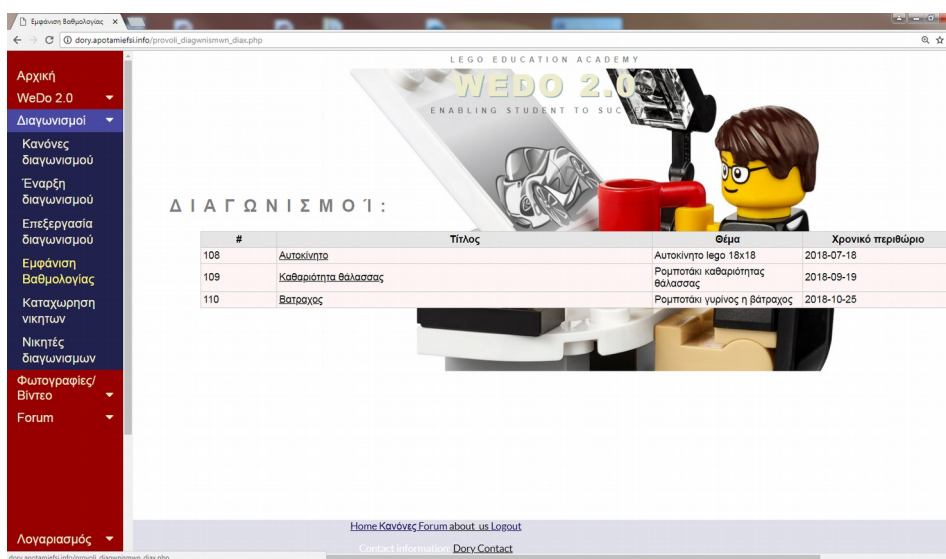 Εμφάνιση Βαθμολογίας
dory.apotamiefsi.info/provoli_diagwnismwn_diax.php
Αρχική
WeDo 2.0
Διαγωνισμοί
Κανόνες
διαγωνισμού
Έναρξη
διαγωνισμού
Επεξεργασία
διαγωνισμού
Εμφάνιση
Βαθμολογίας
Καταχωρηση
νικητων
Νικητές
διαγωνισμων
Φωτογραφίες/
Βίντεο
Forum
Λογαριασμός
LEGO EDUCATION ACADEMY
WEDO 2.0
ENABLING STUDENT TO SUC
ΔΙΑΓΩΝΙΣΜΟΊ:
# Τίτλος Θέμα Χρονικό περιθώριο
108 Αυτοκίνητο Αυτοκίνητο lego 18x18 2018-07-18
109 Καθαριότητα θάλασσας Ρομποτάκι καθαριότητας
θάλασσας 2018-09-19
110 Βατραχος Ρομποτάκι γυρίνος η βάτραχος 2018-10-25
Home Κανόνες Forum about us Logout
Contact information: Dory Contact
dory.apotamiefsi.info/provoli_diagwnismwn_diax.php